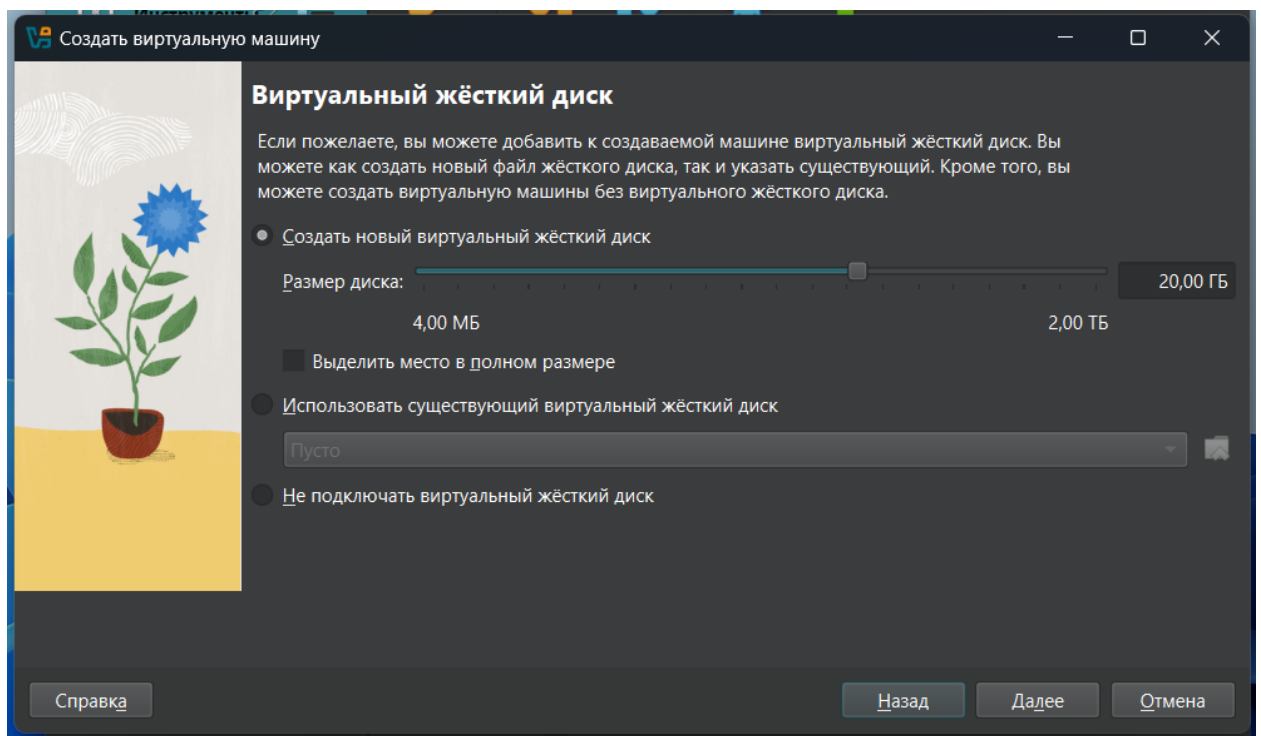 Создать виртуальную машину
Виртуальный жёсткий диск
Если пожелаете, вы можете добавить к создаваемой машине виртуальный жёсткий диск. Вы
можете как создать новый файл жёсткого диска, так и указать существующий. Кроме того, вы
можете создать виртуальную машины без виртуального жёсткого диска.
Создать новый виртуальный жёсткий диск
Размер диска: 20,00 ГБ
4,00 МБ 2,00 ТБ
Выделить место в полном размере
Использовать существующий виртуальный жёсткий диск
Пусто
Не подключать виртуальный жёсткий диск
Справка Назад Далее Отмена